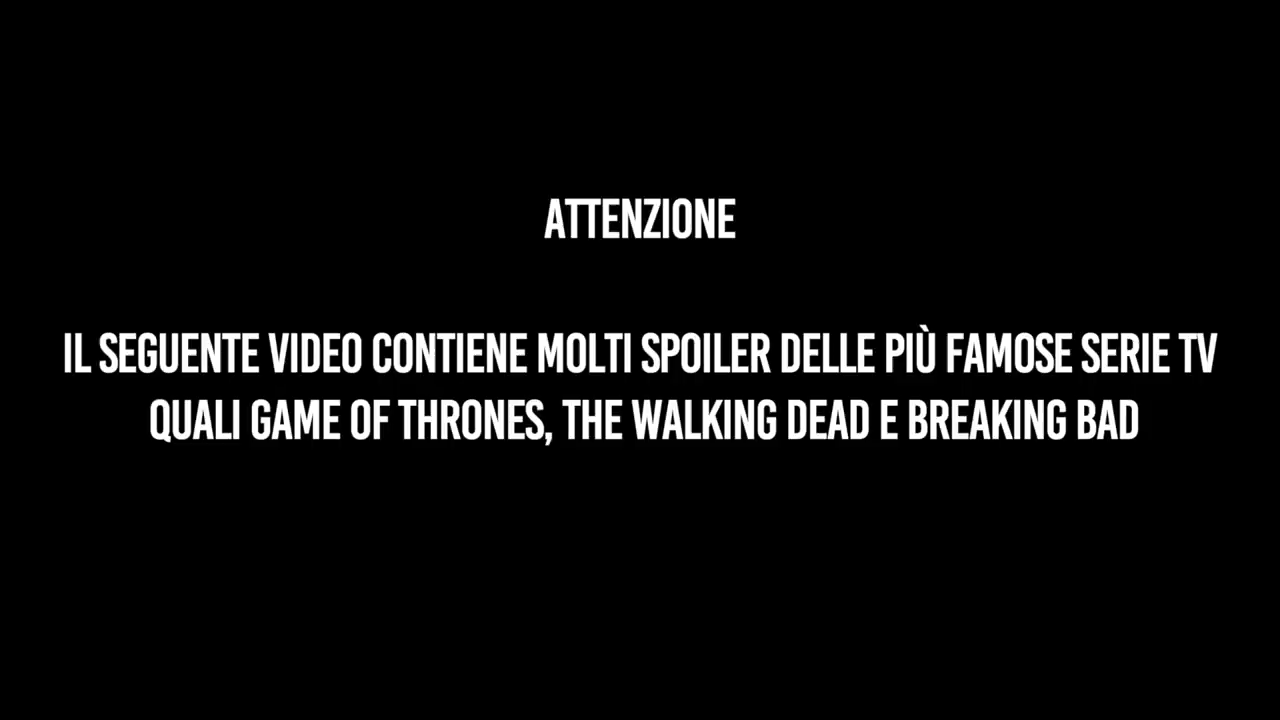 ATTENZIONE
IL SEGUENTE VIDEO CONTIENE MOLTI SPOILER DELLE PIÙ FAMOSE SERIE TV
QUALI GAME OF THRONES, THE WALKING DEAD E BREAKING BAD